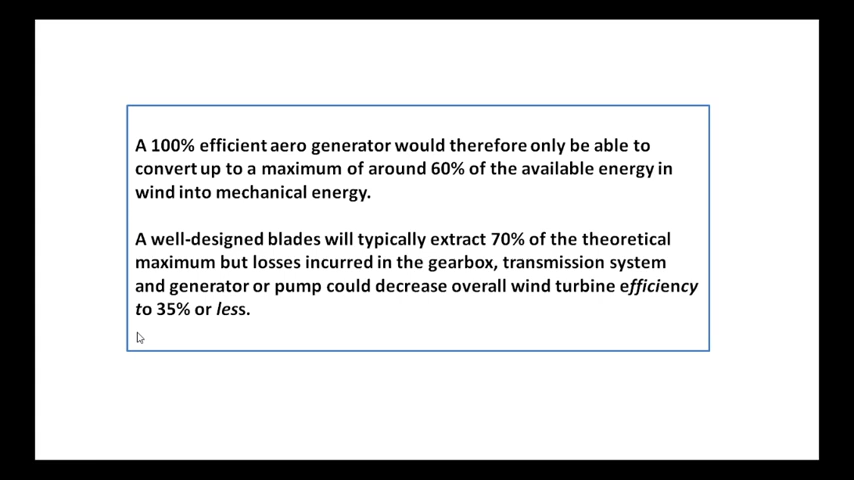 A 100% efficient aero generator would therefore only be able to
convert up to a maximum of around 60% of the available energy in
wind into mechanical energy.
A well-designed blades will typically extract 70% of the theoretical
maximum but losses incurred in the gearbox, transmission system
and generator or pump could decrease overall wind turbine efficiency
to 35% or less.